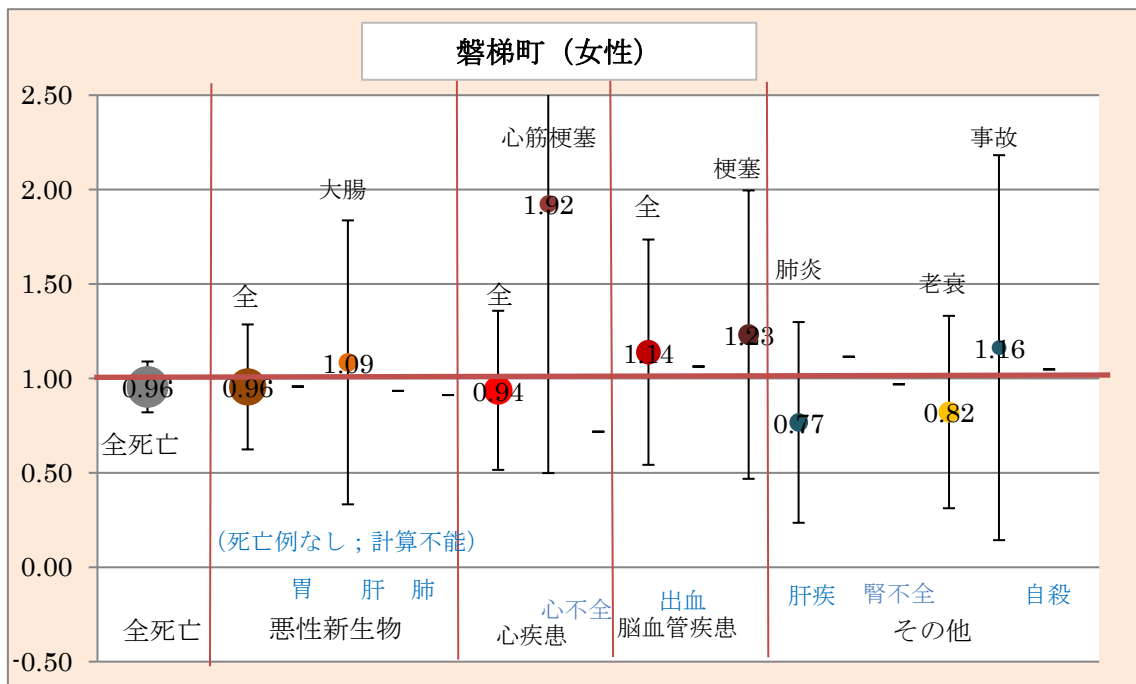 磐梯町（女性）
2.50
2.00
1.50
1.00
0.50
0.00
-0.50
心筋梗塞
事故
大腸
梗塞
全
全
全
肺炎
老衰
0.96
0.96
1.09
0.94
1.92
1.14
1.23
0.77
0.82
1.16
全死亡
（死亡例なし；計算不能）
胃 肝 肺
心不全
出血
肝疾
腎不全
自殺
全死亡
悪性新生物
心疾患
脳血管疾患
その他